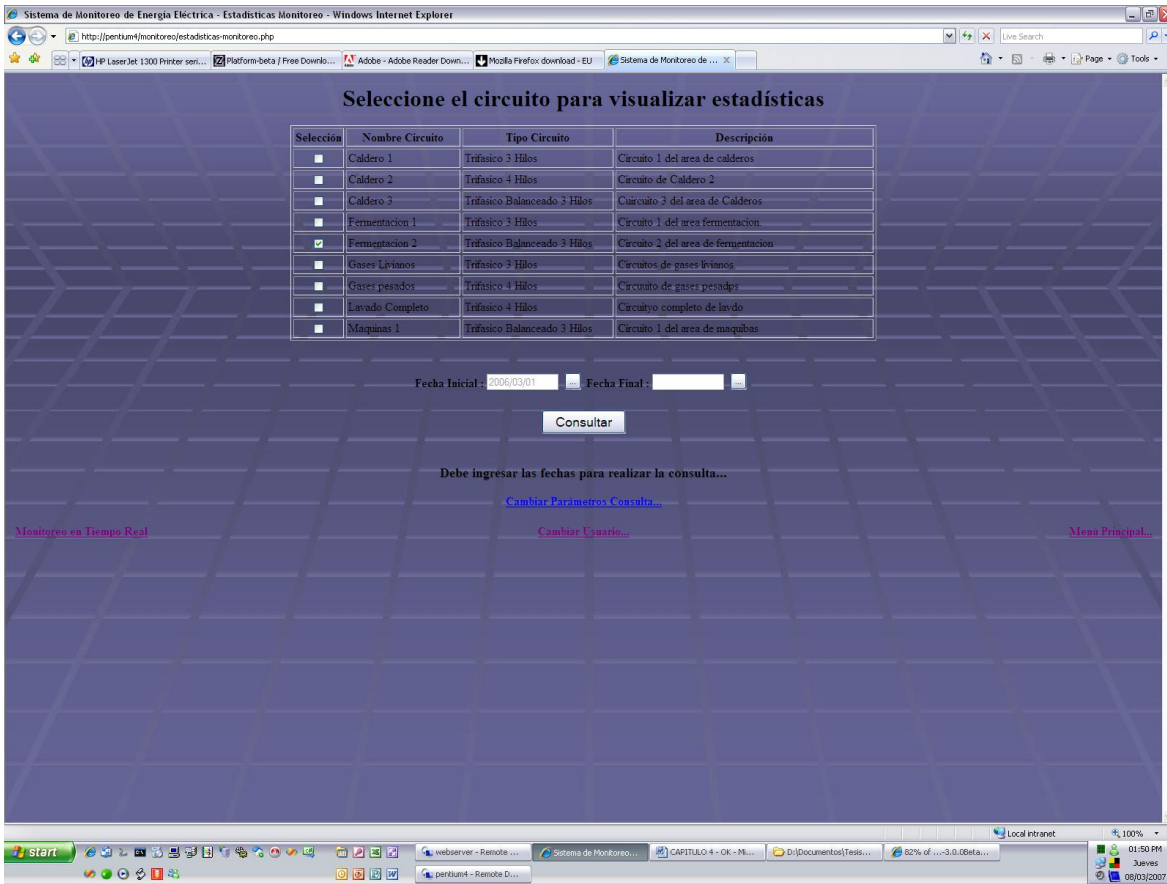 Sistema de Monitoreo de Energía Eléctrica - Estadísticas Monitoreo - Windows Internet Explorer
http://pentium4/monitoreo/estadisticas-monitoreo.php
Live Search
HP LaserJet 1300 Printer seri... Platform-beta / Free Downlo... Adobe - Adobe Reader Down... Mozilla Firefox download - EU Sistema de Monitoreo de ... X
Page Tools
Seleccione el circuito para visualizar estadísticas
Selección Nombre Circuito Tipo Circuito Descripción
Caldero 1 Trifasico 3 Hilos Circuito 1 del area de calderos
Caldero 2 Trifasico 4 Hilos Circuito de Caldero 2
Caldero 3 Trifasico Balanceado 3 Hilos Cuircuito 3 del area de Calderos
Fermentacion 1 Trifasico 3 Hilos Circuito 1 del area fermentacion
Fermentacion 2 Trifasico Balanceado 3 Hilos Circuito 2 del area de fermentacion
Gases Livianos Trifasico 3 Hilos Circuitos de gases livianos
Gases pesados Trifasico 4 Hilos Circuuito de gases pesadps
Lavado Completo Trifasico 4 Hilos Circuityo completo de lavdo
Maquinas 1 Trifasico Balanceado 3 Hilos Circuito 1 del area de maquibas
Fecha Inicial : 2006/03/01 ... Fecha Final : ...
Consultar
Debe ingresar las fechas para realizar la consulta...
Cambiar Parámetros Consulta...
Monitoreo en Tiempo Real Cambiar Usuario... Menú Principal...
Local intranet 100%
start webserver - Remote ... Sistema de Monitoreo... CAPITULO 4 - OK - Mi... D:\Documentos\Tesis... 82% of ...-3.0.0Beta... 01:50 PM
Jueves
pentium4 - Remote D... 08/03/2007